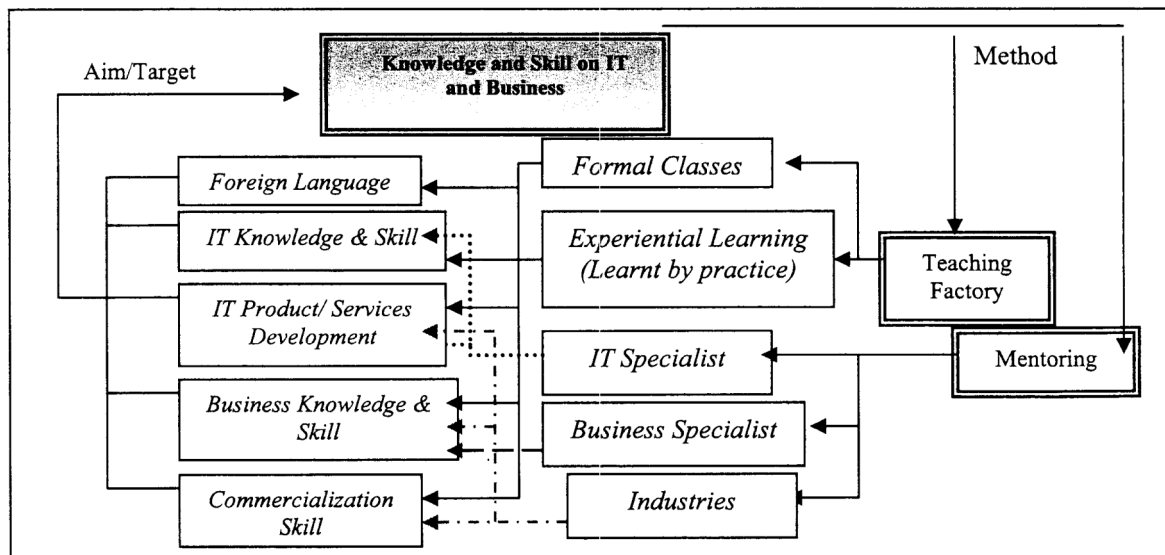 Knowledge and Skill on IT
and Business
Aim/Target
Method
Formal Classes
Foreign Language
IT Knowledge & Skill
Experiential Learning
(Learnt by practice)
Teaching
Factory
IT Product/ Services
Development
IT Specialist
Mentoring
Business Knowledge &
Skill
Business Specialist
Commercialization
Skill
Industries